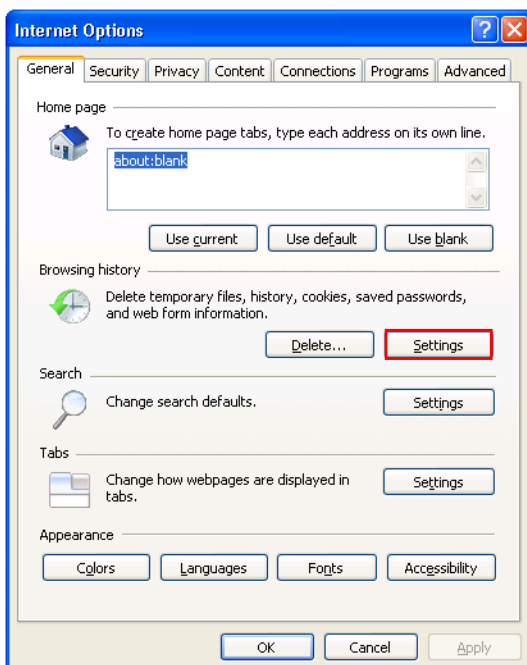 Internet Options
General Security Privacy Content Connections Programs Advanced
Home page
To create home page tabs, type each address on its own line.
about:blank
Use current Use default Use blank
Browsing history
Delete temporary files, history, cookies, saved passwords,
and web form information.
Delete... Settings
Search
Change search defaults.
Settings
Tabs
Change how webpages are displayed in
tabs.
Settings
Appearance
Colors Languages Fonts Accessibility
OK Cancel Apply